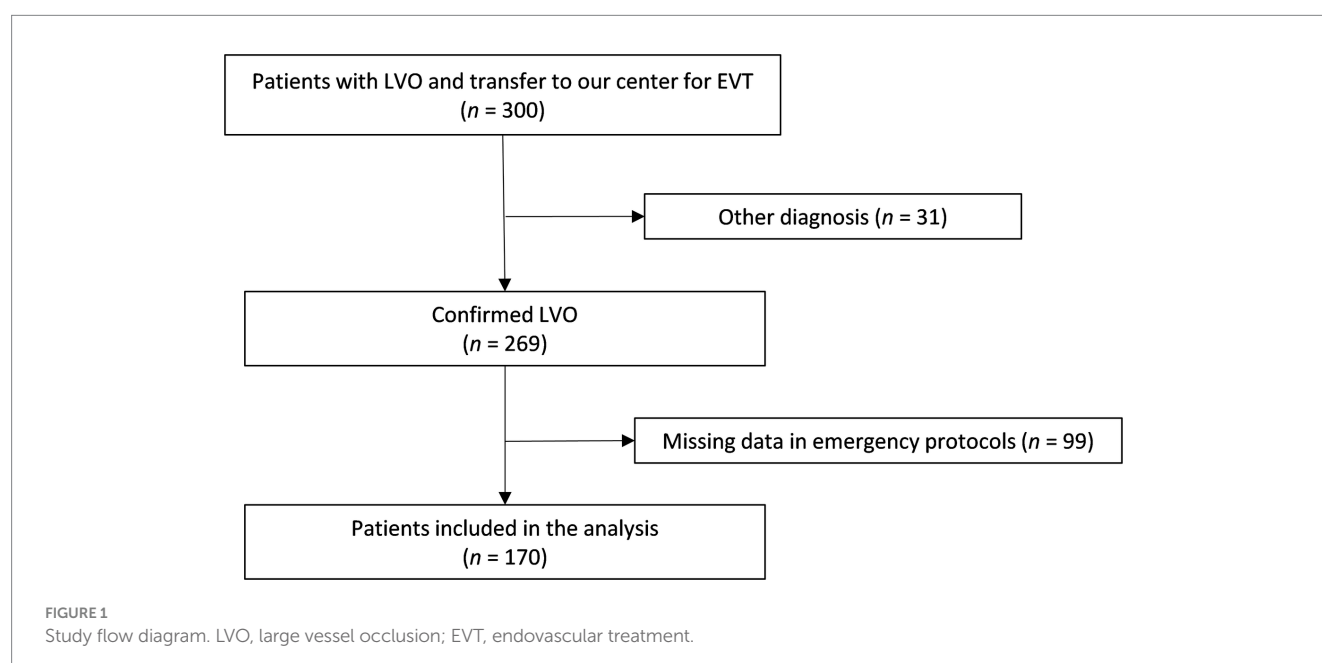 Patients with LVO and transfer to our center for EVT
(n = 300)
Other diagnosis (n = 31)
Confirmed LVO
(n = 269)
Missing data in emergency protocols (n = 99)
Patients included in the analysis
(n = 170)
FIGURE 1
Study flow diagram. LVO, large vessel occlusion; EVT, endovascular treatment.